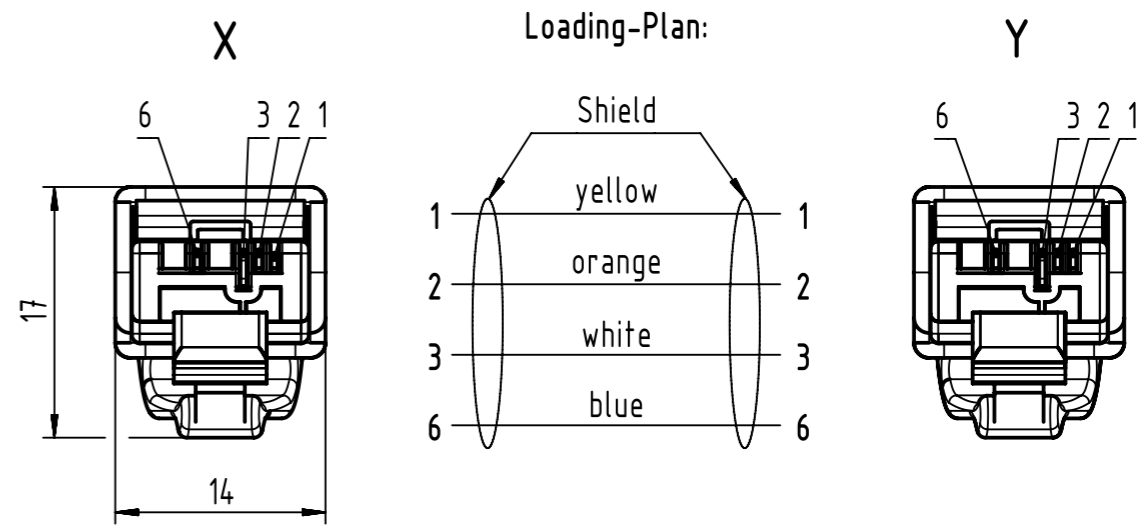 X
Loading-Plan:
Y
6 3 2 1
Shield
6 3 2 1
1 yellow 1
2 orange 2
3 white 3
6 blue 6
17
14